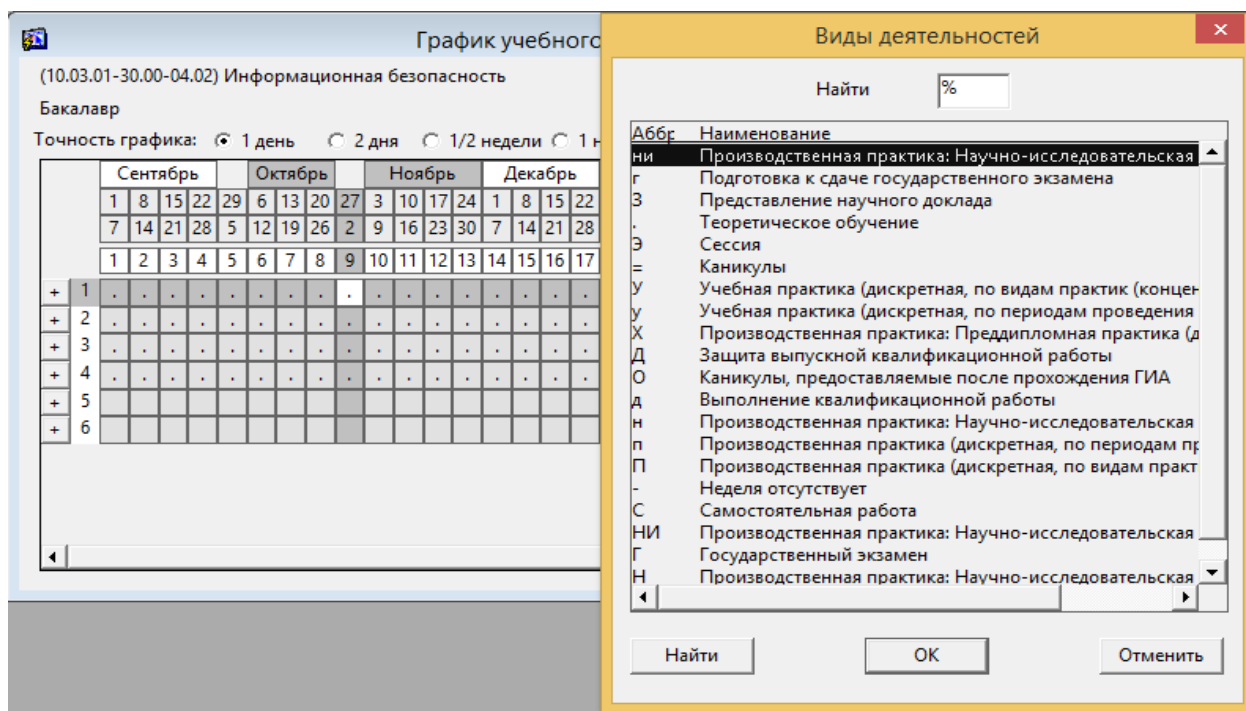 График учебного
(10.03.01-30.00-04.02) Информационная безопасность
Бакалавр
Точность графика: 1 день 2 дня 1/2 недели 1 н
Сентябрь Октябрь Ноябрь Декабрь
1 8 15 22 29 6 13 20 27 3 10 17 24 1 8 15 22
7 14 21 28 5 12 19 26 2 9 16 23 30 7 14 21 28
1 2 3 4 5 6 7 8 9 10 11 12 13 14 15 16 17
+ 1 . . . . . . . . . . . . . . . . .
+ 2 . . . . . . . . . . . . . . . . .
+ 3 . . . . . . . . . . . . . . . . .
+ 4 . . . . . . . . . . . . . . . . .
+ 5
+ 6
Виды деятельностей
Найти %
Аббр Наименование
ни Производственная практика: Научно-исследовательская
г Подготовка к сдаче государственного экзамена
З Представление научного доклада
. Теоретическое обучение
Э Сессия
= Каникулы
У Учебная практика (дискретная, по видам практик (концен
у Учебная практика (дискретная, по периодам проведения
Х Производственная практика: Преддипломная практика (д
Д Защита выпускной квалификационной работы
О Каникулы, предоставляемые после прохождения ГИА
д Выполнение квалификационной работы
н Производственная практика: Научно-исследовательская
п Производственная практика (дискретная, по периодам пр
П Производственная практика (дискретная, по видам практ
- Неделя отсутствует
С Самостоятельная работа
НИ Производственная практика: Научно-исследовательская
Г Государственный экзамен
Н Производственная практика: Научно-исследовательская
Найти ОК Отменить